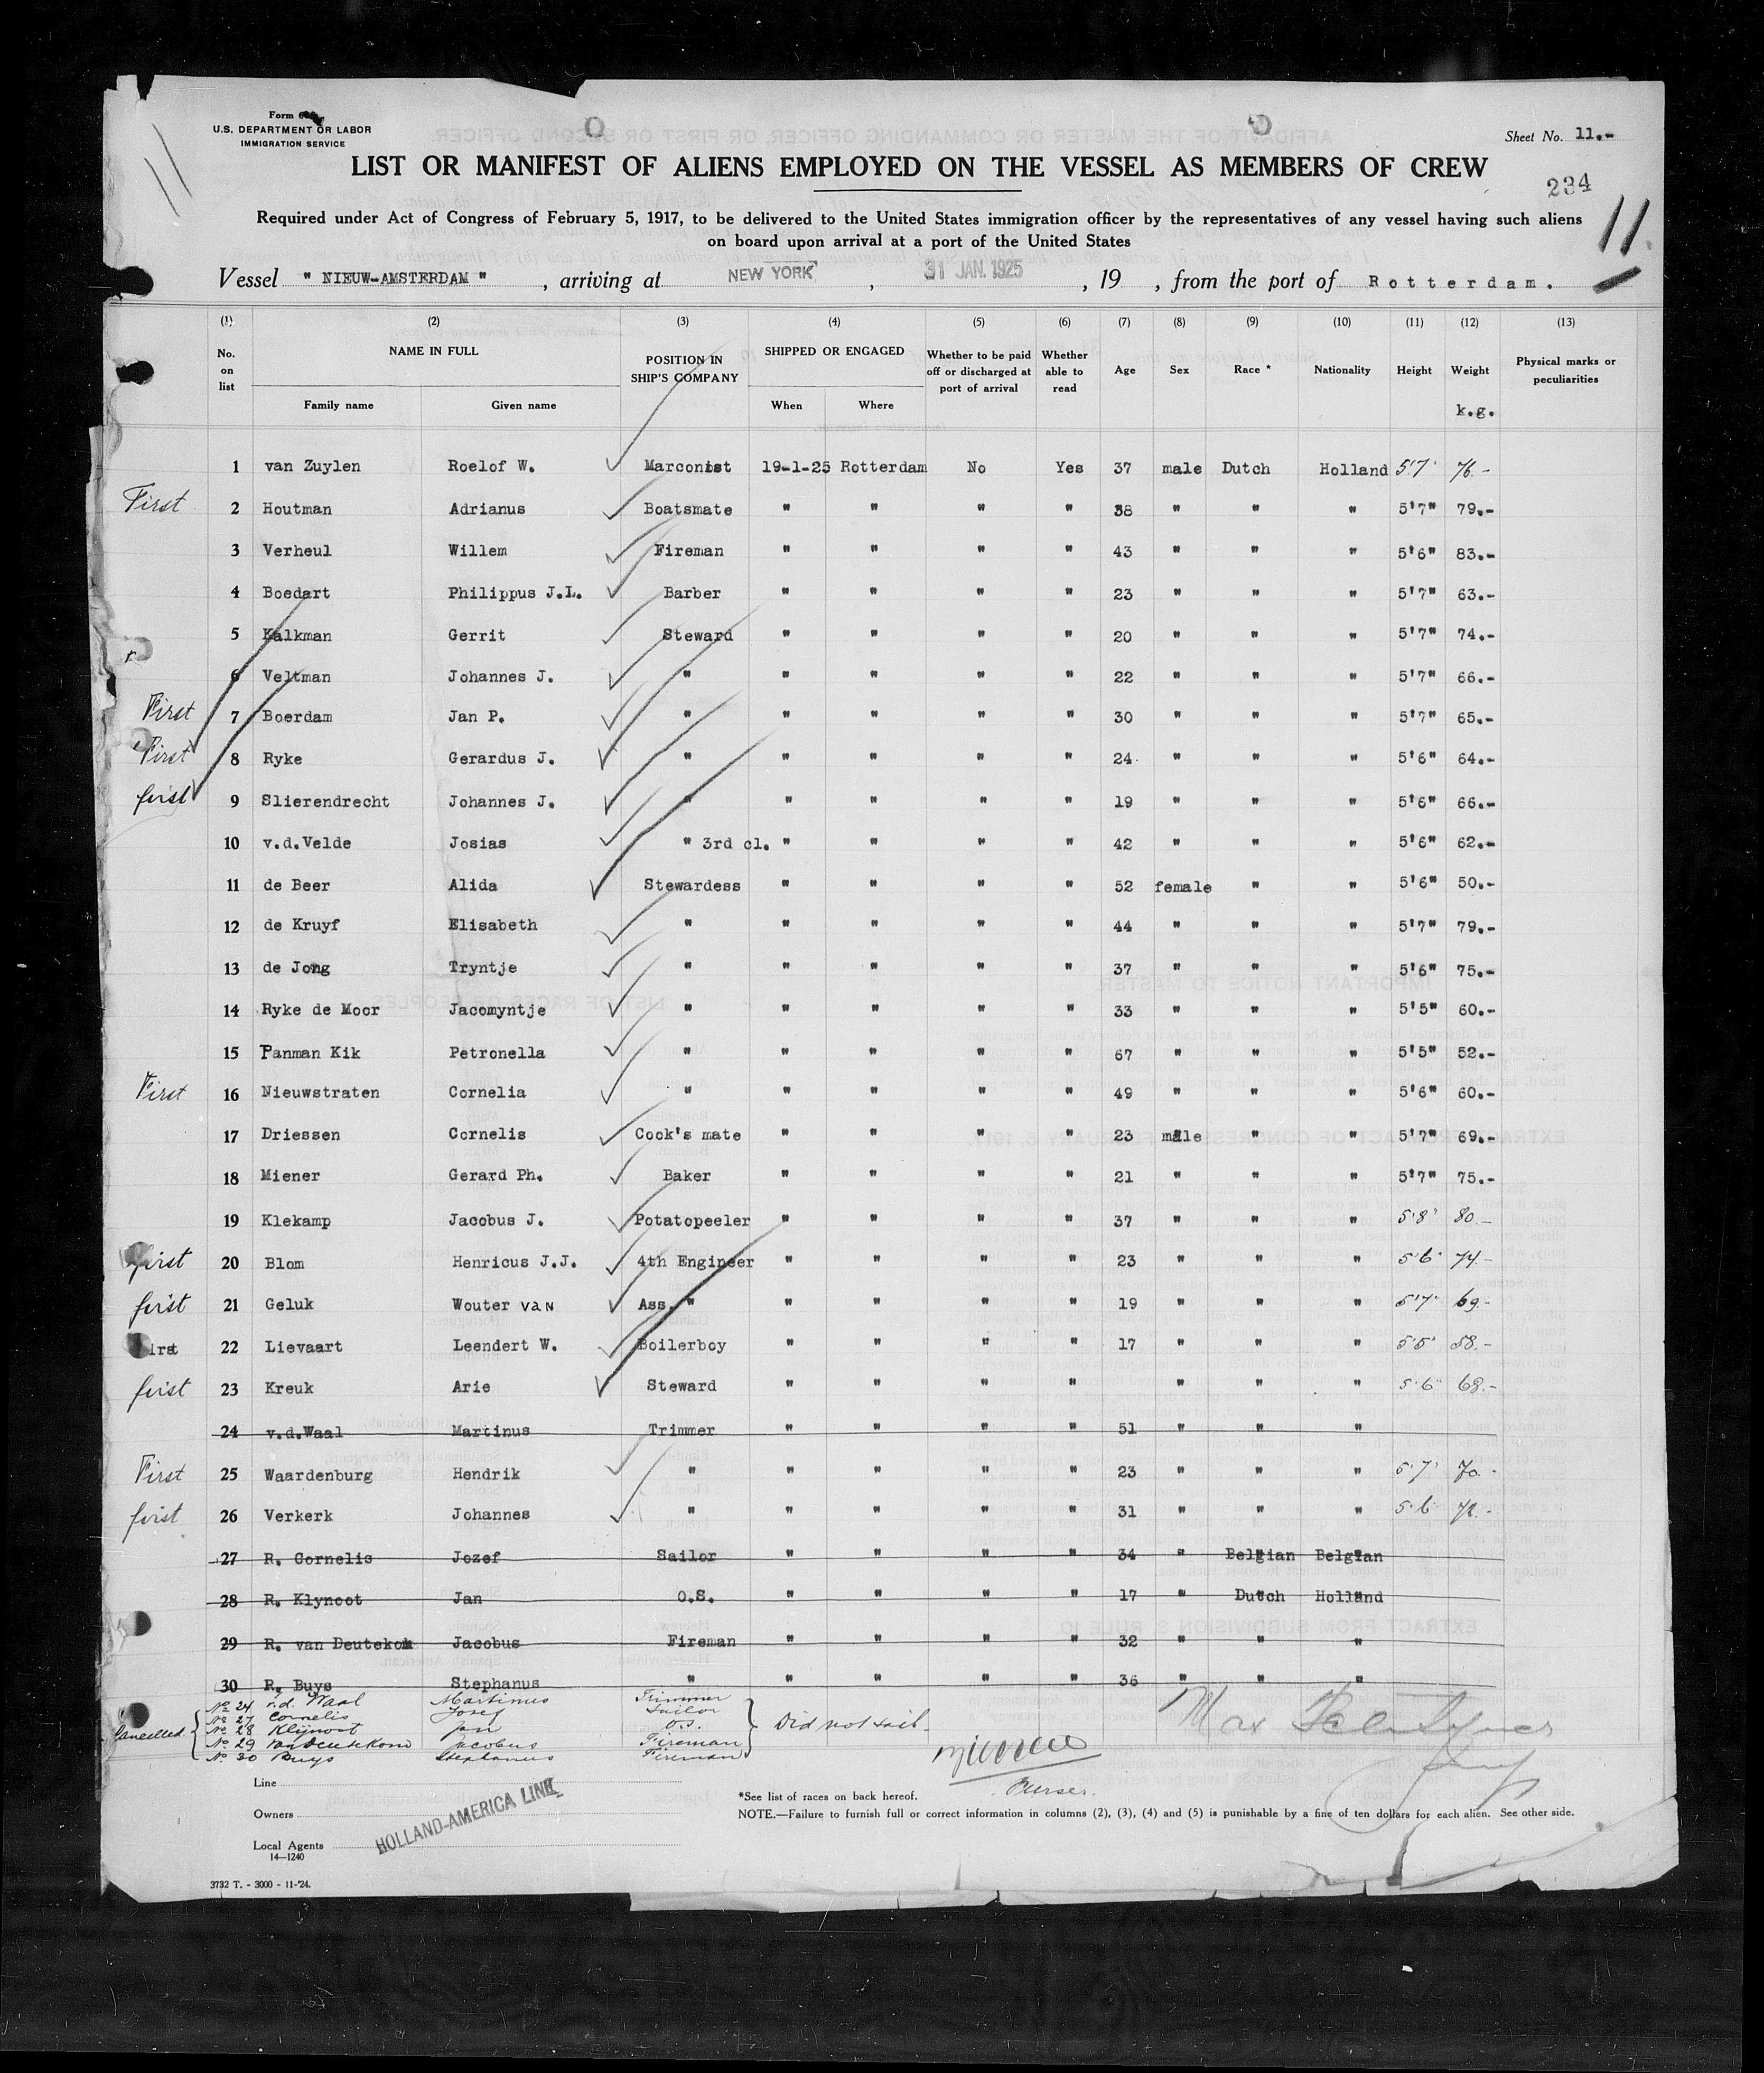 Form
U.S. DEPARTMENT OR LABOR
IMMIGRATION SERVICE
Sheet No. 11.-
LIST OR MANIFEST OF ALIENS EMPLOYED ON THE VESSEL AS MEMBERS OF CREW
234
11
11.
Required under Act of Congress of February 5, 1917, to be delivered to the United States immigration officer by the representatives of any vessel having such aliens
on board upon arrival at a port of the United States
Vessel " NIEUW-AMSTERDAM " , arriving at NEW YORK , 31 JAN. 1925 , 19 , from the port of Rotterdam.
(1) (2) (3) (4) (5) (6) (7) (8) (9) (10) (11) (12) (13)
No. on list NAME IN FULL Family name Given name POSITION IN SHIP'S COMPANY SHIPPED OR ENGAGED When Where Whether to be paid off or discharged at port of arrival Whether able to read Age Sex Race * Nationality Height Weight k.g. Physical marks or peculiarities
1 van Zuylen Roelof W. Marconist 19-1-25 Rotterdam No Yes 37 male Dutch Holland 5'7" 76.-
First 2 Houtman Adrianus Boatsmate " " " " 38 " " " 5'7" 79.-
3 Verheul Willem Fireman " " " " 43 " " " 5'6" 83.-
4 Boedart Philippus J.L. Barber " " " " 23 " " " 5'7" 63.-
5 Kalkman Gerrit Steward " " " " 20 " " " 5'7" 74.-
6 Veltman Johannes J. " " " " " 22 " " " 5'7" 66.-
First 7 Boerdam Jan P. " " " " " 30 " " " 5'7" 65.-
First 8 Ryke Gerardus J. " " " " " 24 " " " 5'6" 64.-
first 9 Slierendrecht Johannes J. " " " " " 19 " " " 5'6" 66.-
10 v.d.Velde Josias " 3rd cl. " " " " 42 " " " 5'6" 62.-
11 de Beer Alida Stewardess " " " " 52 female " " 5'6" 50.-
12 de Kruyf Elisabeth " " " " " 44 " " " 5'7" 79.-
13 de Jong Tryntje " " " " " 37 " " " 5'6" 75.-
14 Ryke de Moor Jacomyntje " " " " " 33 " " " 5'5" 60.-
15 Panman Kik Petronella " " " " " 67 " " " 5'5" 52.-
First 16 Nieuwstraten Cornelia " " " " " 49 " " " 5'6" 60.-
17 Driessen Cornelis Cook's mate " " " " 23 male " " 5'7" 69.-
18 Miener Gerard Ph. Baker " " " " 21 " " " 5'7" 75.-
19 Klekamp Jacobus J. Potatopeeler " " " " 37 " " " 5'8" 80.-
first 20 Blom Henricus J.J. 4th Engineer " " " " 23 " " " 5'6" 74.-
first 21 Geluk Wouter van Ass. " " " " " 19 " " " 5'7" 69.-
22 Lievaart Leendert W. Boilerboy " " " " 17 " " " 5'5" 58.-
first 23 Kreuk Arie Steward " " " " " " " 5'6" 68.-
24 v.d.Waal Martinus Trimmer " " " " 51 " " "
First 25 Waardenburg Hendrik " " " " " 23 " " " 5'7" 70.-
first 26 Verkerk Johannes " " " " " 31 " " " 5'6" 72.-
27 R. Cornelis Jozef Sailor " " " " 34 " Belgian Belgian
28 R. Klynoot Jan O.S. " " " " 17 " Dutch Holland
29 R. van Deutekom Jacobus Fireman " " " " 32 " " "
30 R. Buys Stephanus " " " " " 36 " " "
Cancelled
No 24 v.d. Waal Martinus Trimmer
No 27 Cornelis Josef Sailor
No 28 Klijnoot Jan O.S.
No 29 van Deutekom Jacobus Fireman
No 30 Buys Stephanus Fireman
Did not sail.
Max
Purser.
Line
Owners
Local Agents
HOLLAND-AMERICA LINE
14—1240
*See list of races on back hereof.
NOTE.—Failure to furnish full or correct information in columns (2), (3), (4) and (5) is punishable by a fine of ten dollars for each alien. See other side.
3732 T. - 3000 - 11-'24.